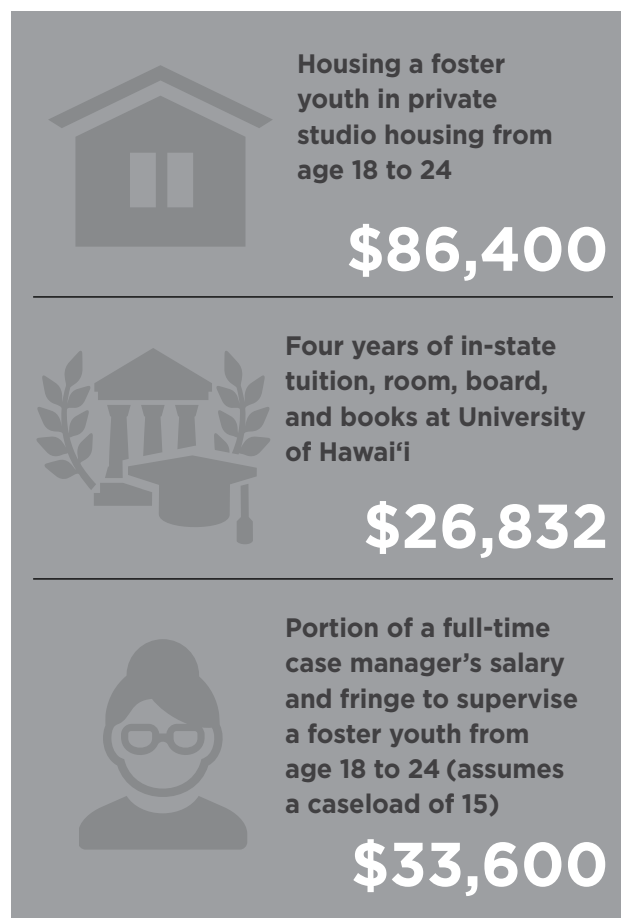 Housing a foster
youth in private
studio housing from
age 18 to 24
$86,400
Four years of in-state
tuition, room, board,
and books at University
of Hawai‘i
$26,832
Portion of a full-time
case manager’s salary
and fringe to supervise
a foster youth from
age 18 to 24 (assumes
a caseload of 15)
$33,600